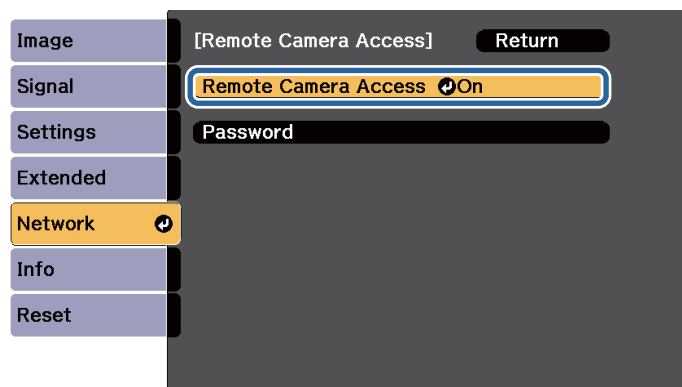 Image
Signal
Settings
Extended
Network
Info
Reset
[Remote Camera Access] Return
Remote Camera Access On
Password